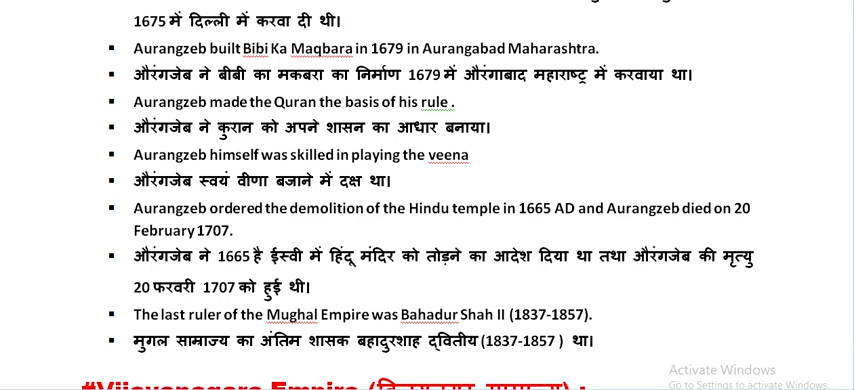 1675 में दिल्ली में करवा दी थी।
▪ Aurangzeb built Bibi Ka Maqbara in 1679 in Aurangabad Maharashtra.
▪ औरंगजेब ने बीबी का मकबरा का निर्माण 1679 में औरंगाबाद महाराष्ट्र में करवाया था।
▪ Aurangzeb made the Quran the basis of his rule .
▪ औरंगजेब ने कुरान को अपने शासन का आधार बनाया।
▪ Aurangzeb himself was skilled in playing the veena
▪ औरंगजेब स्वयं वीणा बजाने में दक्ष था।
▪ Aurangzeb ordered the demolition of the Hindu temple in 1665 AD and Aurangzeb died on 20
February 1707.
▪ औरंगजेब ने 1665 है ईस्वी में हिंदू मंदिर को तोड़ने का आदेश दिया था तथा औरंगजेब की मृत्यु
20 फरवरी 1707 को हुई थी।
▪ The last ruler of the Mughal Empire was Bahadur Shah II (1837-1857).
▪ मुगल साम्राज्य का अंतिम शासक बहादुरशाह द्वितीय (1837-1857 ) था।
Activate Windows
Go to Settings to activate Windows.